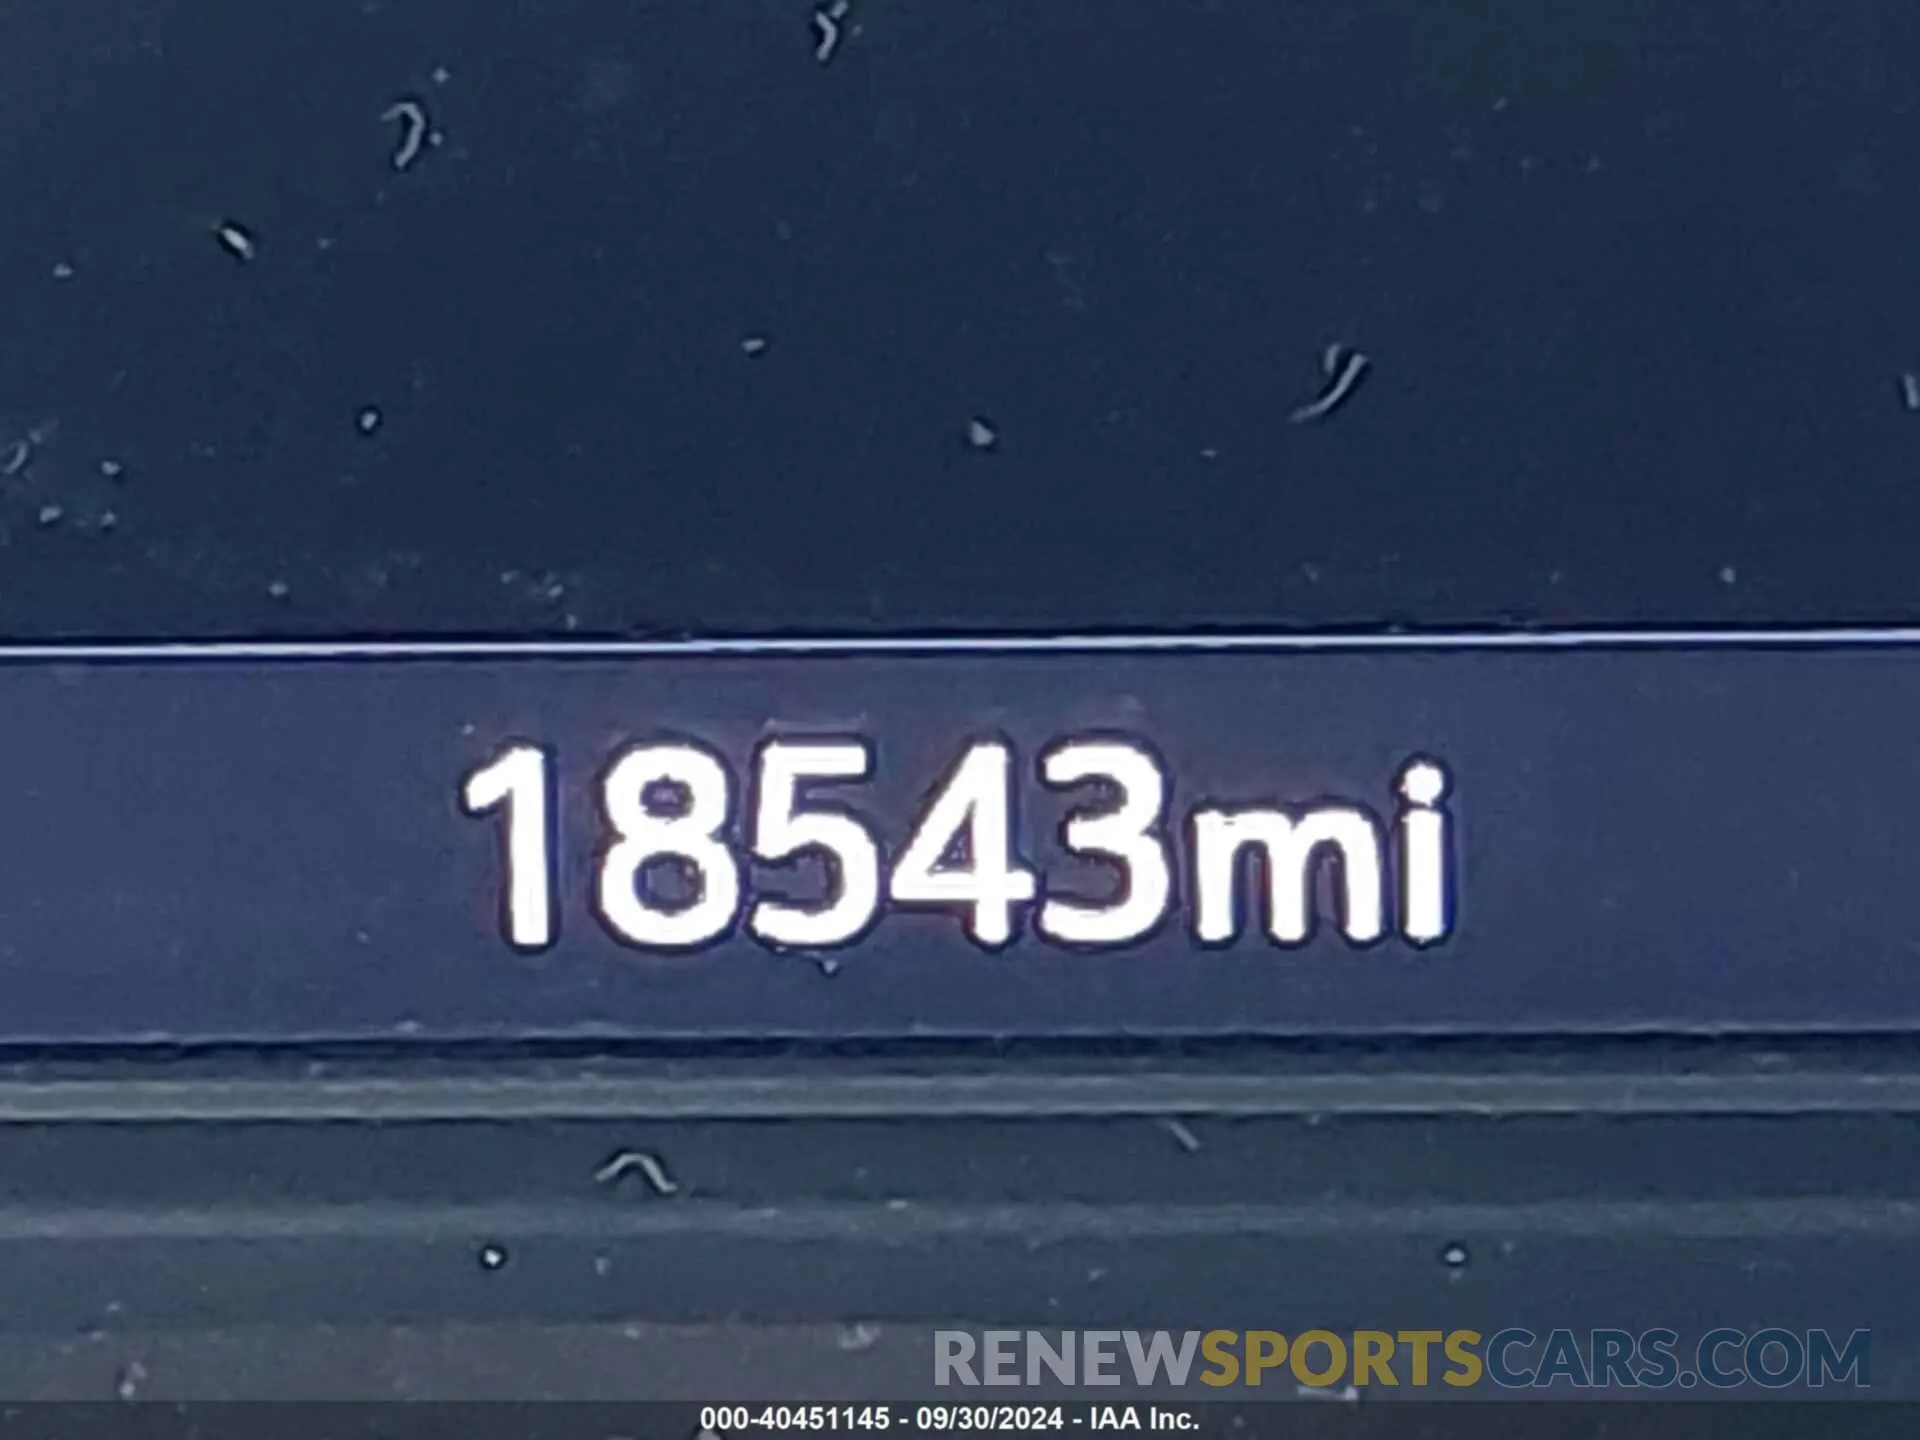 18543mi
RENEWSPORTSCARS.COM
000-40451145 - 09/30/2024 - IAA Inc.